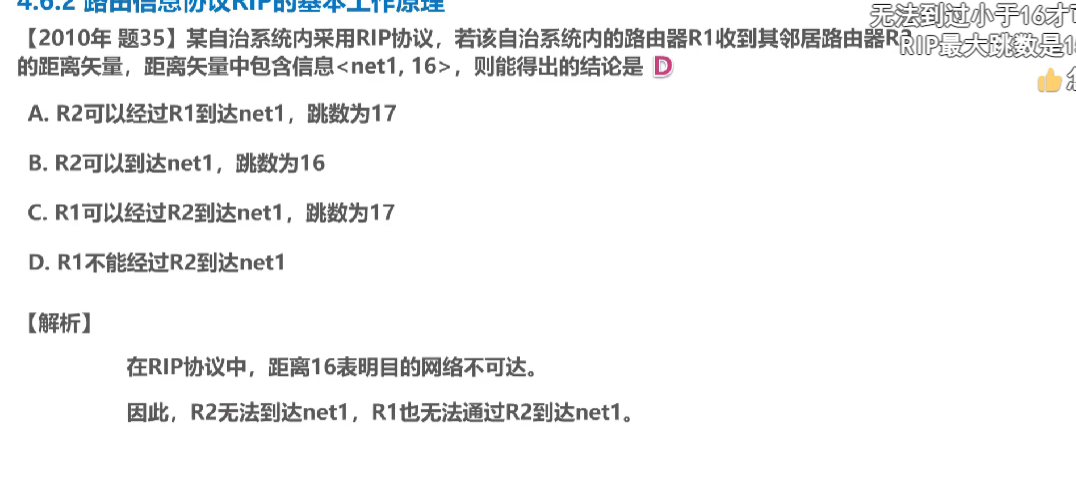 4.6.2 路由信息协议RIP的基本工作原理
无法到过小于16才
【2010年 题35】某自治系统内采用RIP协议，若该自治系统内的路由器R1收到其邻居路由器R2
RIP最大跳数是1
的距离矢量，距离矢量中包含信息<net1, 16>，则能得出的结论是 D
A. R2可以经过R1到达net1，跳数为17
B. R2可以到达net1，跳数为16
C. R1可以经过R2到达net1，跳数为17
D. R1不能经过R2到达net1
【解析】
在RIP协议中，距离16表明目的网络不可达。
因此，R2无法到达net1，R1也无法通过R2到达net1。